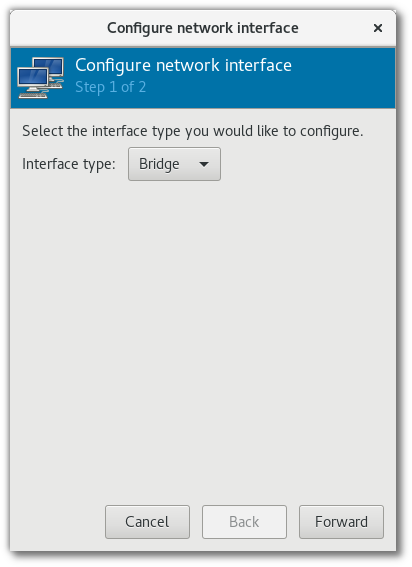 Configure network interface
Configure network interface
Step 1 of 2
Select the interface type you would like to configure.
Interface type: Bridge
Cancel Back Forward